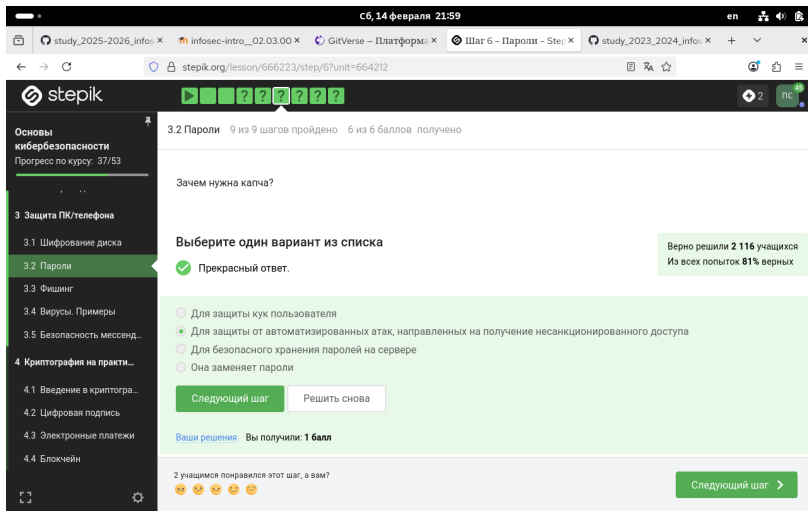 Сб, 14 февраля 21:59
en
study_2025-2026_infos
infosec-intro__02.03.00
GitVerse – Платформа
Шаг 6 – Пароли – Step
study_2023_2024_infos
stepik.org/lesson/666223/step/6?unit=664212
stepik
? ? ? ? ? ?
2
ПС
45
Основы
кибербезопасности
Прогресс по курсу: 37/53
3.2 Пароли 9 из 9 шагов пройдено 6 из 6 баллов получено
Зачем нужна капча?
3 Защита ПК/телефона
3.1 Шифрование диска
3.2 Пароли
3.3 Фишинг
3.4 Вирусы. Примеры
3.5 Безопасность мессенд...
4 Криптография на практи...
4.1 Введение в криптогра...
4.2 Цифровая подпись
4.3 Электронные платежи
4.4 Блокчейн
Выберите один вариант из списка
Прекрасный ответ.
Верно решили 2 116 учащихся
Из всех попыток 81% верных
Для защиты кук пользователя
Для защиты от автоматизированных атак, направленных на получение несанкционированного доступа
Для безопасного хранения паролей на сервере
Она заменяет пароли
Следующий шаг
Решить снова
Ваши решения Вы получили: 1 балл
2 учащимся понравился этот шаг, а вам?
Следующий шаг